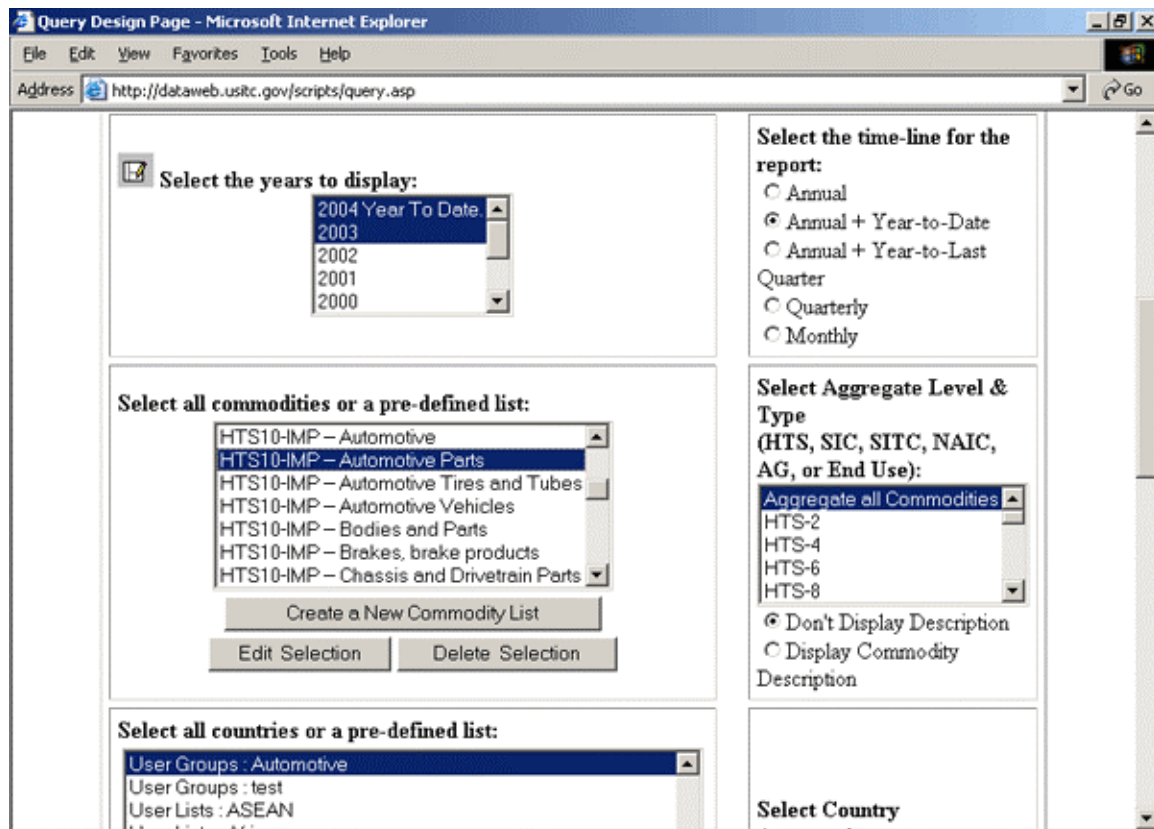 Query Design Page - Microsoft Internet Explorer
File Edit View Favorites Tools Help
Address http://dataweb.usitc.gov/scripts/query.asp Go
Select the years to display:
2004 Year To Date.
2003
2002
2001
2000
Select the time-line for the
report:
Annual
Annual + Year-to-Date
Annual + Year-to-Last
Quarter
Quarterly
Monthly
Select all commodities or a pre-defined list:
HTS10-IMP – Automotive
HTS10-IMP – Automotive Parts
HTS10-IMP – Automotive Tires and Tubes
HTS10-IMP – Automotive Vehicles
HTS10-IMP – Bodies and Parts
HTS10-IMP – Brakes, brake products
HTS10-IMP – Chassis and Drivetrain Parts
Create a New Commodity List
Edit Selection Delete Selection
Select Aggregate Level &
Type
(HTS, SIC, SITC, NAIC,
AG, or End Use):
Aggregate all Commodities
HTS-2
HTS-4
HTS-6
HTS-8
Don't Display Description
Display Commodity
Description
Select all countries or a pre-defined list:
User Groups : Automotive
User Groups : test
User Lists : ASEAN
Select Country